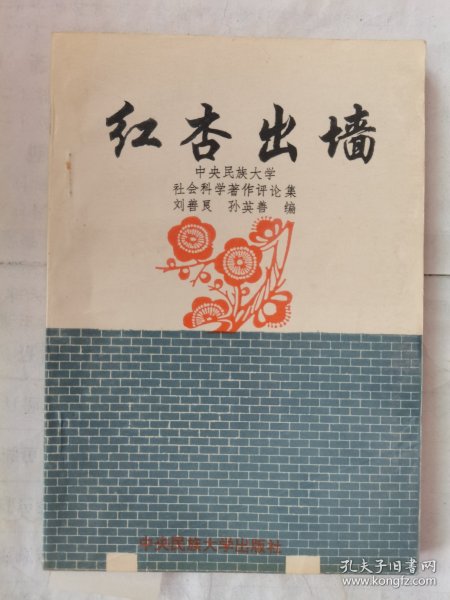 红杏出墙
中央民族大学
社会科学著作评论集
刘善良 孙英善 编
中央民族大学出版社
孔夫子旧书网
www.kongfz.com